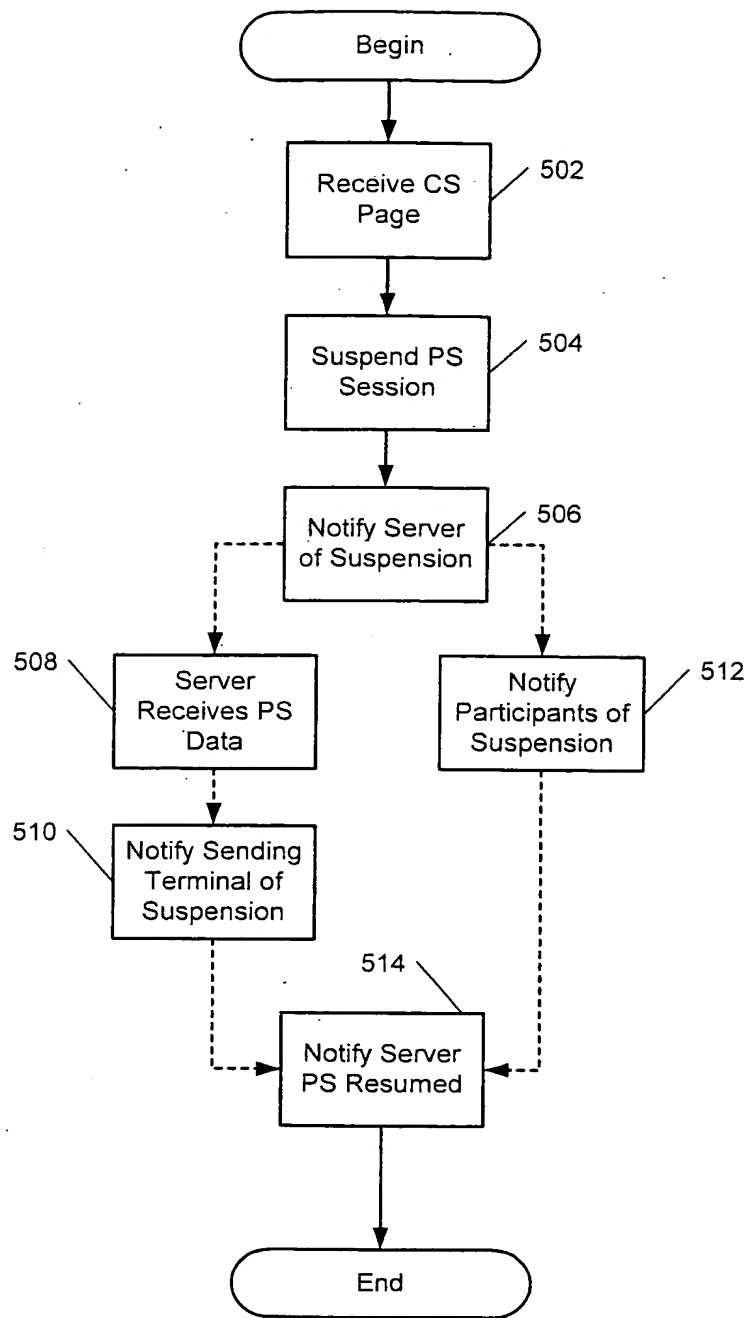 Begin
Receive CS
Page
502
Suspend PS
Session
504
Notify Server
of Suspension
506
508
Server
Receives PS
Data
Notify
Participants of
Suspension
512
510
Notify Sending
Terminal of
Suspension
514
Notify Server
PS Resumed
End